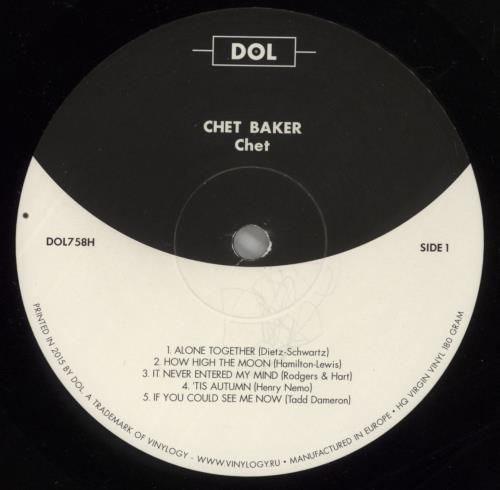 DOL
CHET BAKER
Chet
DOL758H
SIDE 1
1. ALONE TOGETHER (Dietz-Schwartz)
2. HOW HIGH THE MOON (Hamilton-Lewis)
3. IT NEVER ENTERED MY MIND (Rodgers & Hart)
4. 'TIS AUTUMN (Henry Nemo)
5. IF YOU COULD SEE ME NOW (Tadd Dameron)
PRINTED IN 2015 BY DOL. A TRADEMARK OF VINYLOGY - WWW.VINYLOGY.RU • MANUFACTURED IN EUROPE • HQ VIRGIN VINYL 180 GRAM